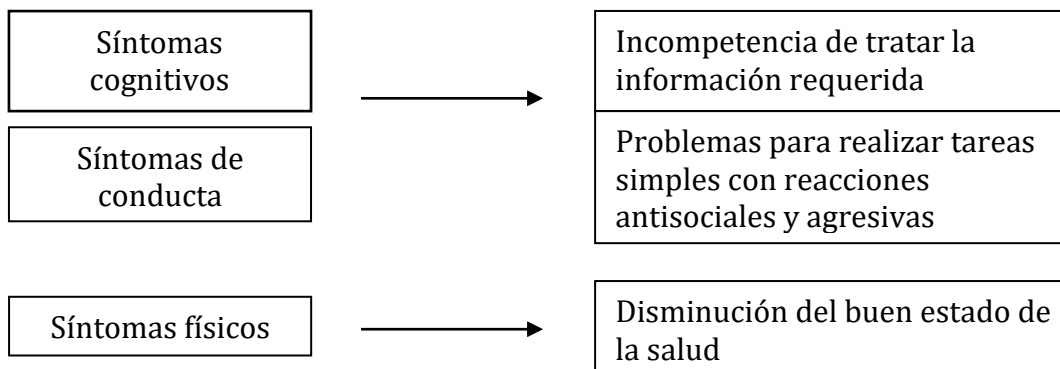 Síntomas
cognitivos
Incompetencia de tratar la
información requerida
Síntomas de
conducta
Problemas para realizar tareas
simples con reacciones
antisociales y agresivas
Síntomas físicos
Disminución del buen estado de
la salud